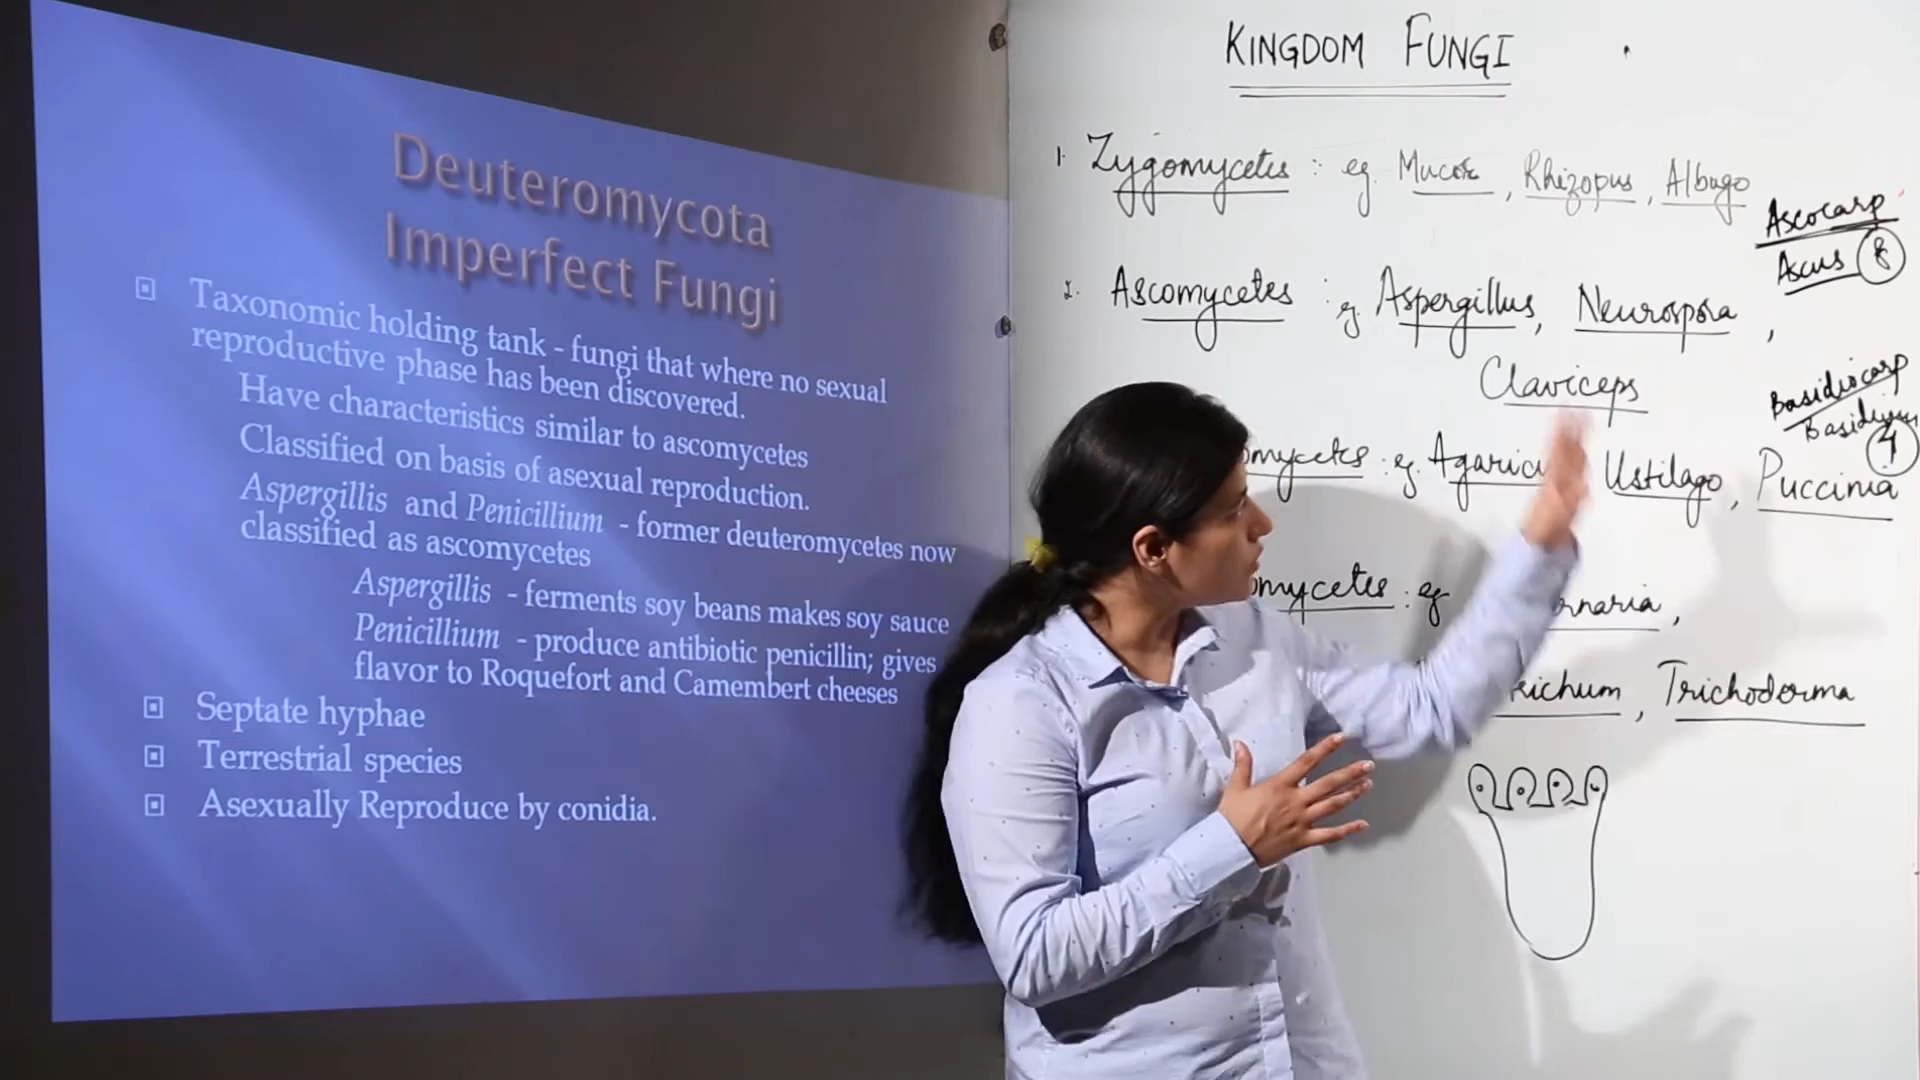 Deuteromycota
Imperfect Fungi
Taxonomic holding tank - fungi that where no sexual
reproductive phase has been discovered.
Have characteristics similar to ascomycetes
Classified on basis of asexual reproduction.
Aspergillis and Penicillium - former deuteromycetes now
classified as ascomycetes
Aspergillis - ferments soy beans makes soy sauce
Penicillium - produce antibiotic penicillin; gives
flavor to Roquefort and Camembert cheeses
Septate hyphae
Terrestrial species
Asexually Reproduce by conidia.
KINGDOM FUNGI
1. Zygomycetes : eg. Mucor, Rhizopus, Albugo
Ascocarp
Ascus 8
2. Ascomycetes : eg. Aspergillus, Neurospora,
Claviceps
Basidiocarp
Basidium
4
omycetes : eg. Agaric Ustilago, Puccinia
omycetes : eg rnaria,
richum, Trichoderma